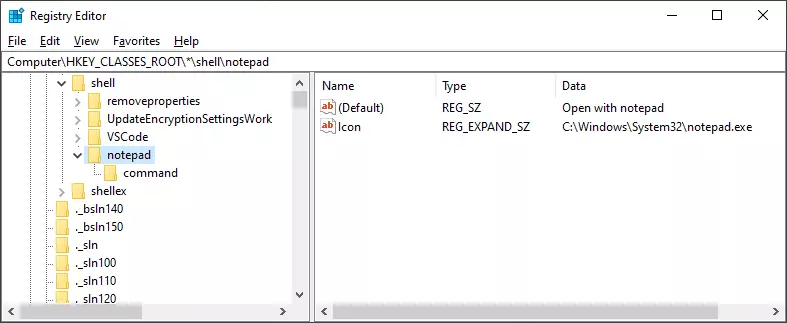 Registry Editor
File Edit View Favorites Help
Computer\HKEY_CLASSES_ROOT\*\shell\notepad
shell
removeproperties
UpdateEncryptionSettingsWork
VSCode
notepad
command
shellex
._bsln140
._bsln150
._sln
._sln100
._sln110
._sln120
Name Type Data
ab (Default) REG_SZ Open with notepad
ab Icon REG_EXPAND_SZ C:\Windows\System32\notepad.exe